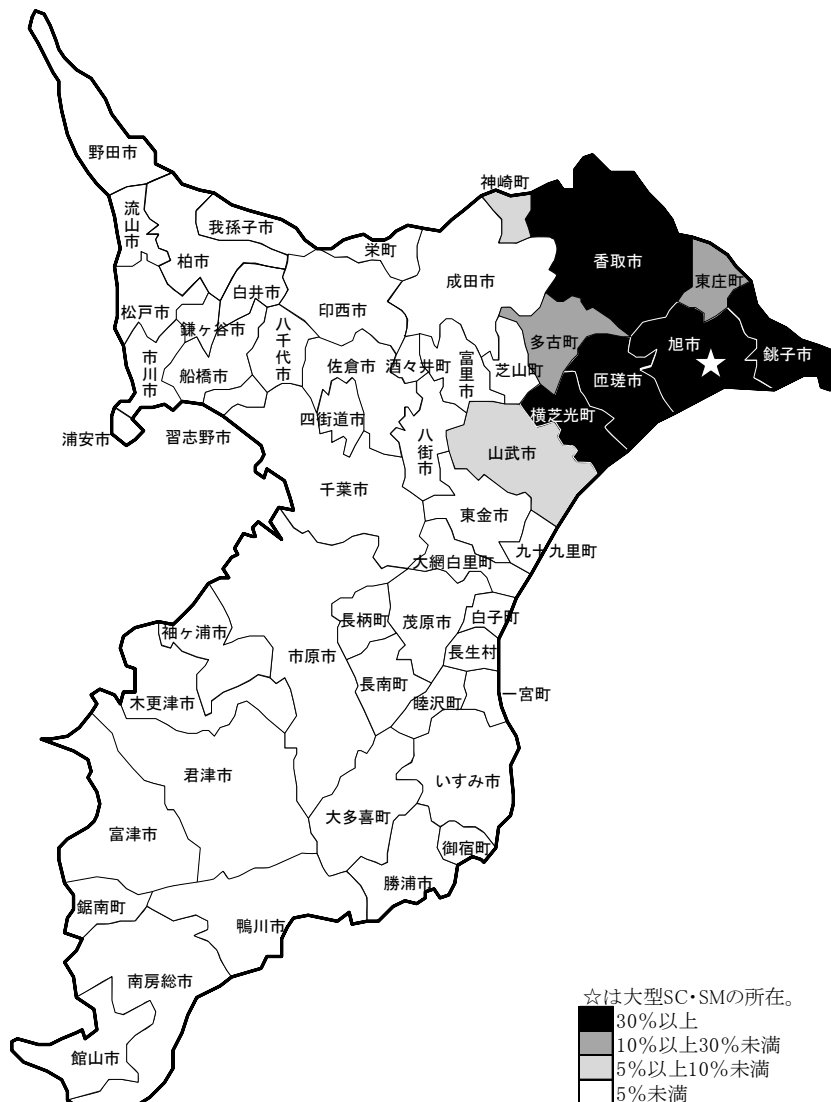 野田市
流山市
我孫子市
柏市
神崎町
栄町
成田市
香取市
東庄町
白井市
印西市
松戸市
鎌ヶ谷市
八千代市
市川市
船橋市
佐倉市
酒々井町
富里市
芝山町
多古町
旭市
銚子市
匝瑳市
横芝光町
浦安市
習志野市
四街道市
八街市
山武市
千葉市
東金市
九十九里町
大網白里町
長柄町
茂原市
白子町
袖ヶ浦市
市原市
長生村
長南町
睦沢町
一宮町
木更津市
君津市
いすみ市
大多喜町
富津市
御宿町
勝浦市
鋸南町
鴨川市
南房総市
館山市
☆は大型SC・SMの所在。
30％以上
10％以上30％未満
5％以上10％未満
5％未満